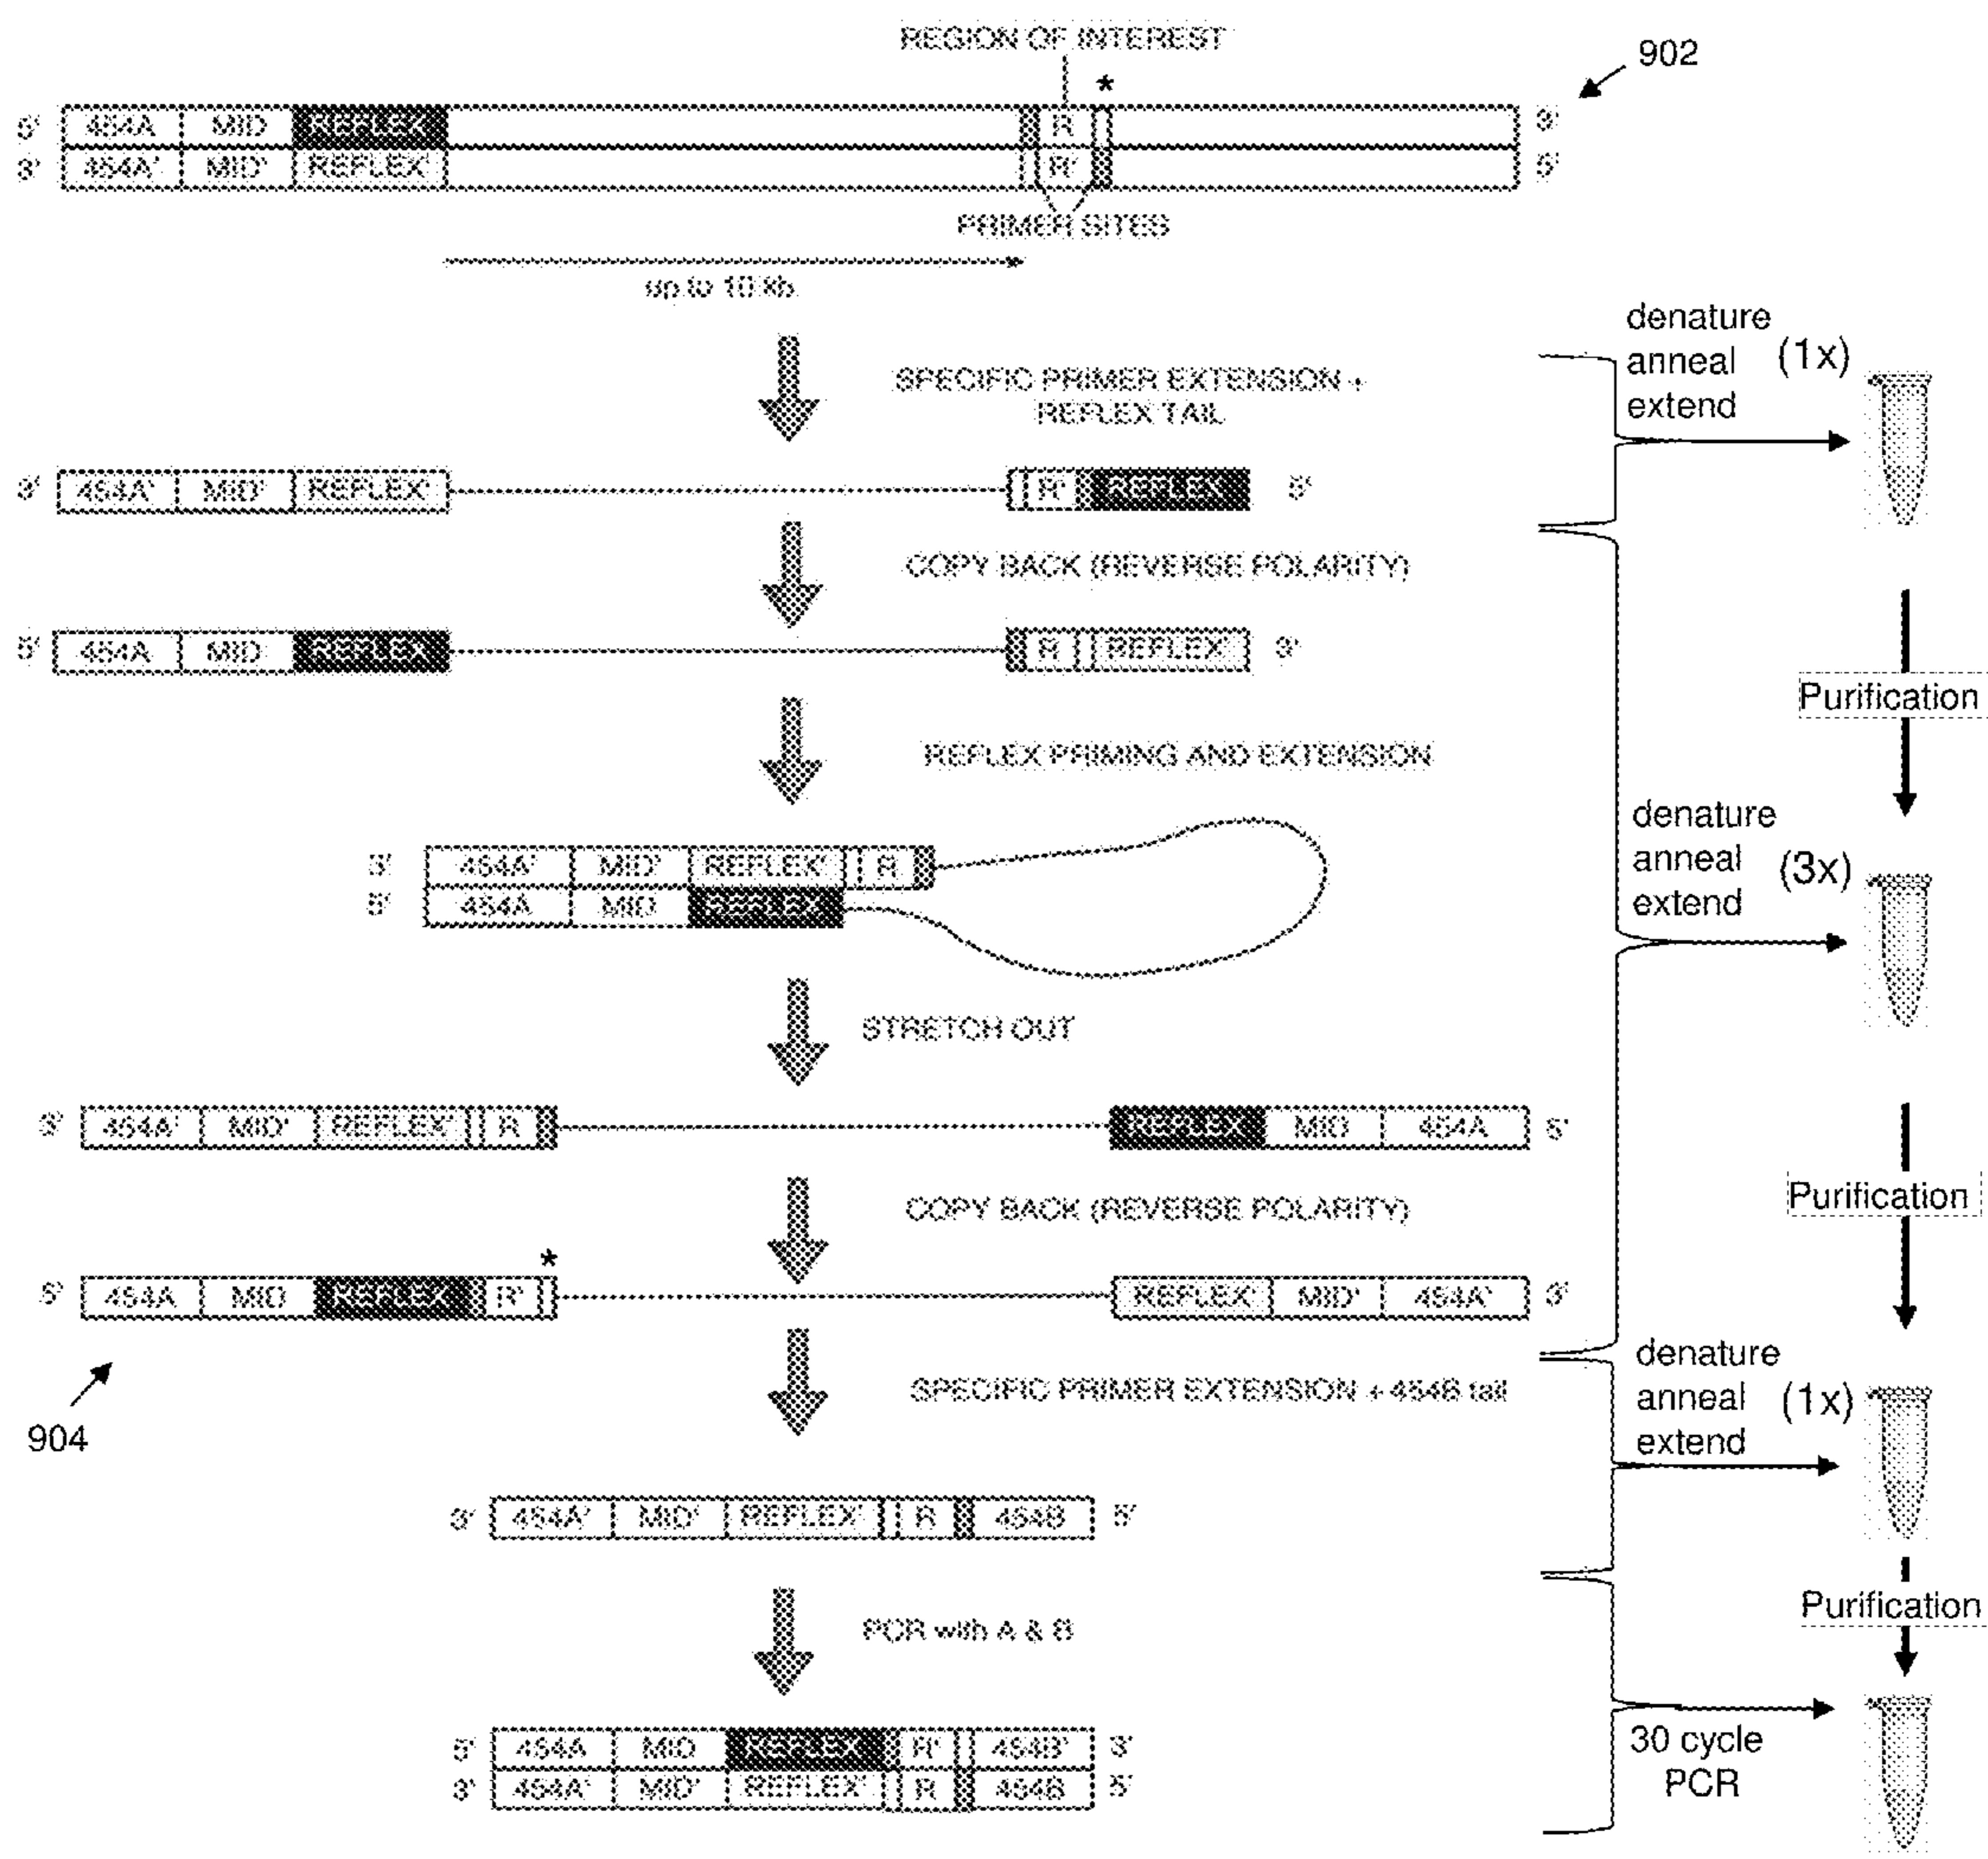 REGION OF INTEREST
902
*
5' 454A MID REFLEX R 3'
3' 454A' MID' REFLEX' R' 5'
PRIMER SITES
up to 10 kb
denature
anneal (1x)
extend
SPECIFIC PRIMER EXTENSION +
REFLEX TAIL
3' 454A' MID' REFLEX' R' REFLEX 5'
COPY BACK (REVERSE POLARITY)
5' 454A MID REFLEX R REFLEX' 3'
Purification
REFLEX PRIMING AND EXTENSION
denature
anneal (3x)
extend
3' 454A' MID' REFLEX' R
5' 454A MID REFLEX
STRETCH OUT
3' 454A' MID' REFLEX' R REFLEX MID 454A 5'
Purification
COPY BACK (REVERSE POLARITY)
*
5' 454A MID REFLEX R' REFLEX' MID' 454A' 3'
904
denature
anneal (1x)
extend
SPECIFIC PRIMER EXTENSION + 454B tail
3' 454A' MID' REFLEX' R 454B 5'
Purification
PCR with A & B
30 cycle
PCR
5' 454A MID REFLEX R' 454B' 3'
3' 454A' MID' REFLEX' R 454B 5'